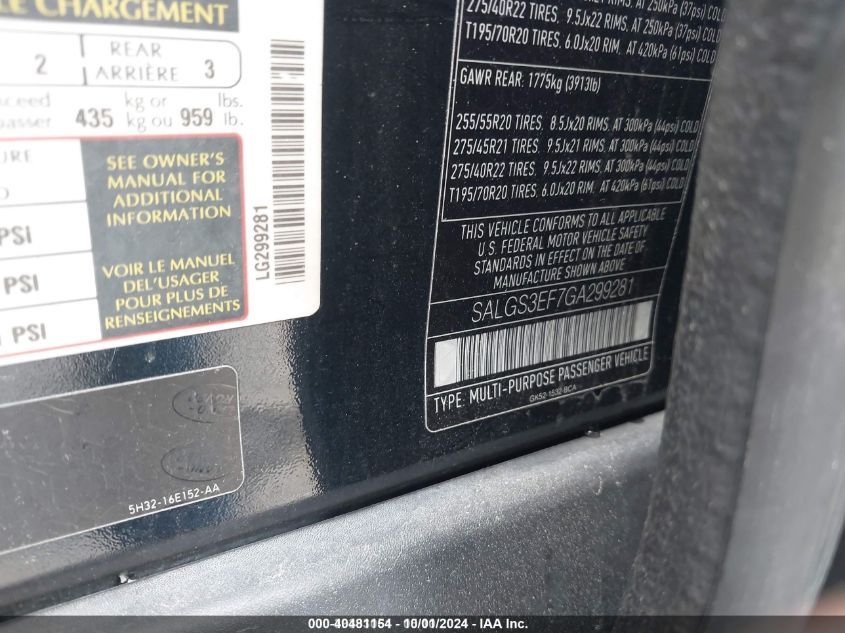 LE CHARGEMENT
2 REAR ARRIÈRE 3
kg or lbs.
435 kg ou 959 lb.
SEE OWNER'S
MANUAL FOR
ADDITIONAL
INFORMATION
VOIR LE MANUEL
DEL'USAGER
POUR PLUS DE
RENSEIGNEMENTS
PSI
PSI
PSI
LG299281
5H32-16E152-AA
275/40R22 TIRES. 9.5Jx22 RIMS. AT 250kPa (37psi) COLD
T195/70R20 TIRES. 6.0Jx20 RIM. AT 420kPa (61psi) COLD
GAWR REAR: 1775kg (3913lb)
255/55R20 TIRES. 8.5Jx20 RIMS. AT 300kPa (44psi) COLD
275/45R21 TIRES. 9.5Jx21 RIMS. AT 300kPa (44psi) COLD
275/40R22 TIRES. 9.5Jx22 RIMS. AT 300kPa (44psi) COLD
T195/70R20 TIRES. 6.0Jx20 RIM. AT 420kPa (61psi) COLD
THIS VEHICLE CONFORMS TO ALL APPLICABLE
U.S. FEDERAL MOTOR VEHICLE SAFETY
STANDARDS IN EFFECT ON THE DATE OF
MANUFACTURE SHOWN ABOVE
SALGS3EF7GA299281
TYPE: MULTI-PURPOSE PASSENGER VEHICLE
GK52-1532-BCA
000-40481154 - 10/01/2024 - IAA Inc.